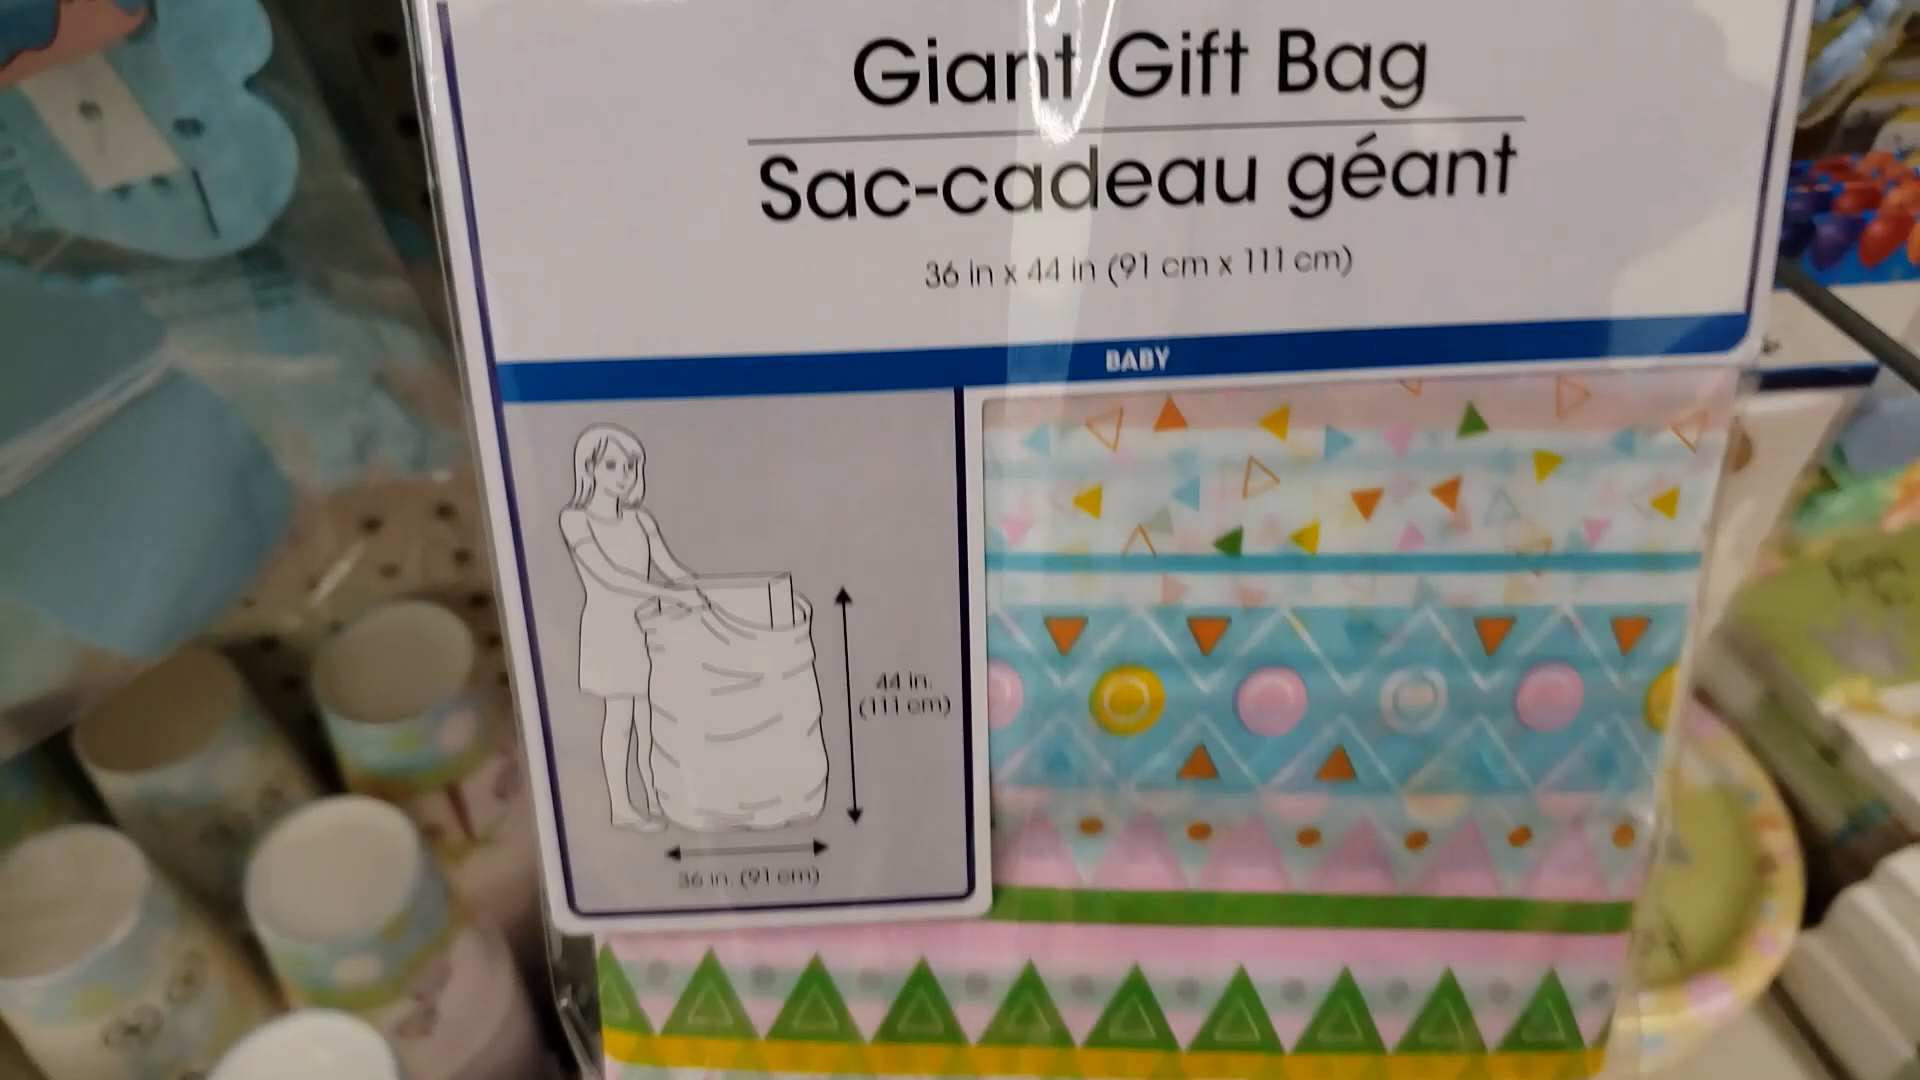 Giant Gift Bag
Sac-cadeau géant
36 in x 44 in (91 cm x 111 cm)
BABY
44 in.
(111 cm)
36 in. (91 cm)